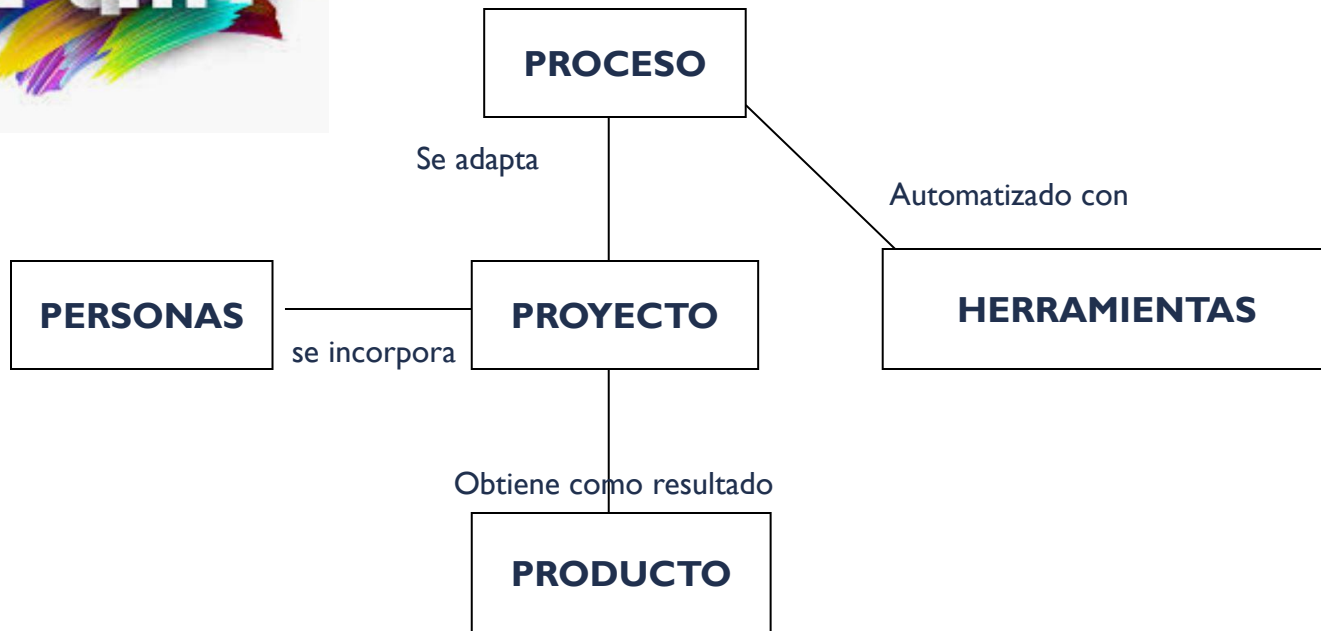 PROCESO
Se adapta
Automatizado con
PERSONAS
se incorpora
PROYECTO
HERRAMIENTAS
Obtiene como resultado
PRODUCTO